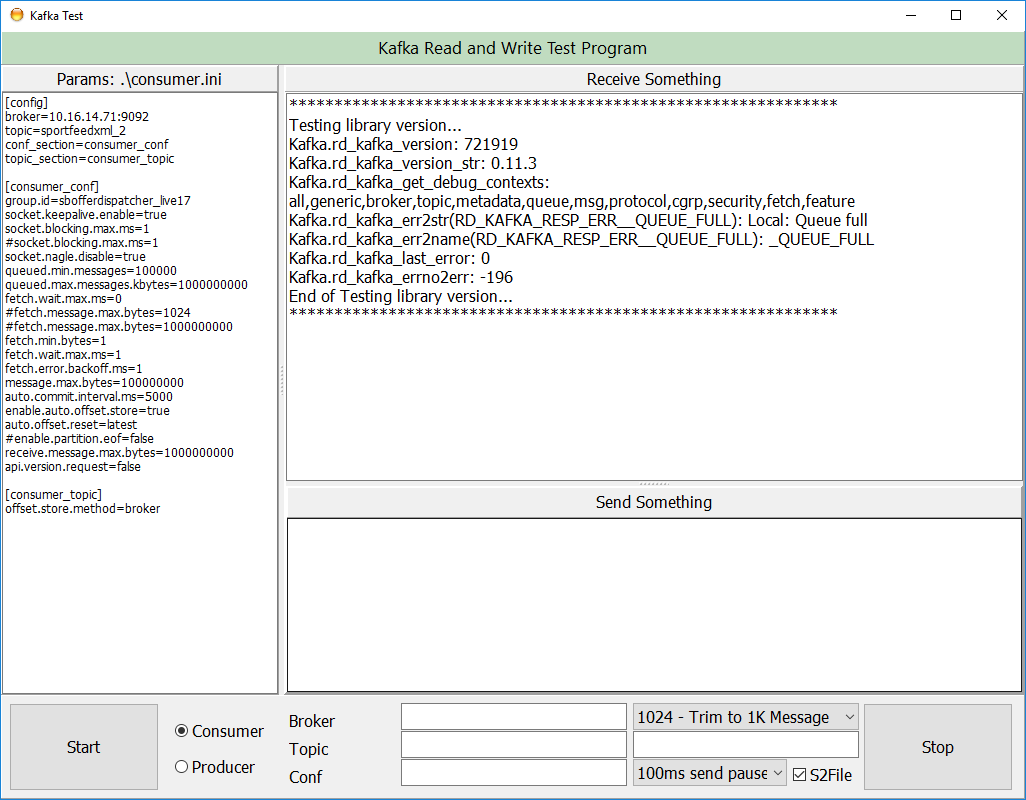 Kafka Test
Kafka Read and Write Test Program
Params: .\consumer.ini
[config]
broker=10.16.14.71:9092
topic=sportfeedxml_2
conf_section=consumer_conf
topic_section=consumer_topic
[consumer_conf]
group.id=sbofferdispatcher_live17
socket.keepalive.enable=true
socket.blocking.max.ms=1
#socket.blocking.max.ms=1
socket.nagle.disable=true
queued.min.messages=100000
queued.max.messages.kbytes=1000000000
fetch.wait.max.ms=0
#fetch.message.max.bytes=1024
#fetch.message.max.bytes=1000000000
fetch.min.bytes=1
fetch.wait.max.ms=1
fetch.error.backoff.ms=1
message.max.bytes=100000000
auto.commit.interval.ms=5000
enable.auto.offset.store=true
auto.offset.reset=latest
#enable.partition.eof=false
receive.message.max.bytes=1000000000
api.version.request=false
[consumer_topic]
offset.store.method=broker
Receive Something
*************************************************************
Testing library version...
Kafka.rd_kafka_version: 721919
Kafka.rd_kafka_version_str: 0.11.3
Kafka.rd_kafka_get_debug_contexts:
all,generic,broker,topic,metadata,queue,msg,protocol,cgrp,security,fetch,feature
Kafka.rd_kafka_err2str(RD_KAFKA_RESP_ERR__QUEUE_FULL): Local: Queue full
Kafka.rd_kafka_err2name(RD_KAFKA_RESP_ERR__QUEUE_FULL): _QUEUE_FULL
Kafka.rd_kafka_last_error: 0
Kafka.rd_kafka_errno2err: -196
End of Testing library version...
*************************************************************
Send Something
Start
Consumer
Producer
Broker
Topic
Conf
1024 - Trim to 1K Message
100ms send pause
S2File
Stop